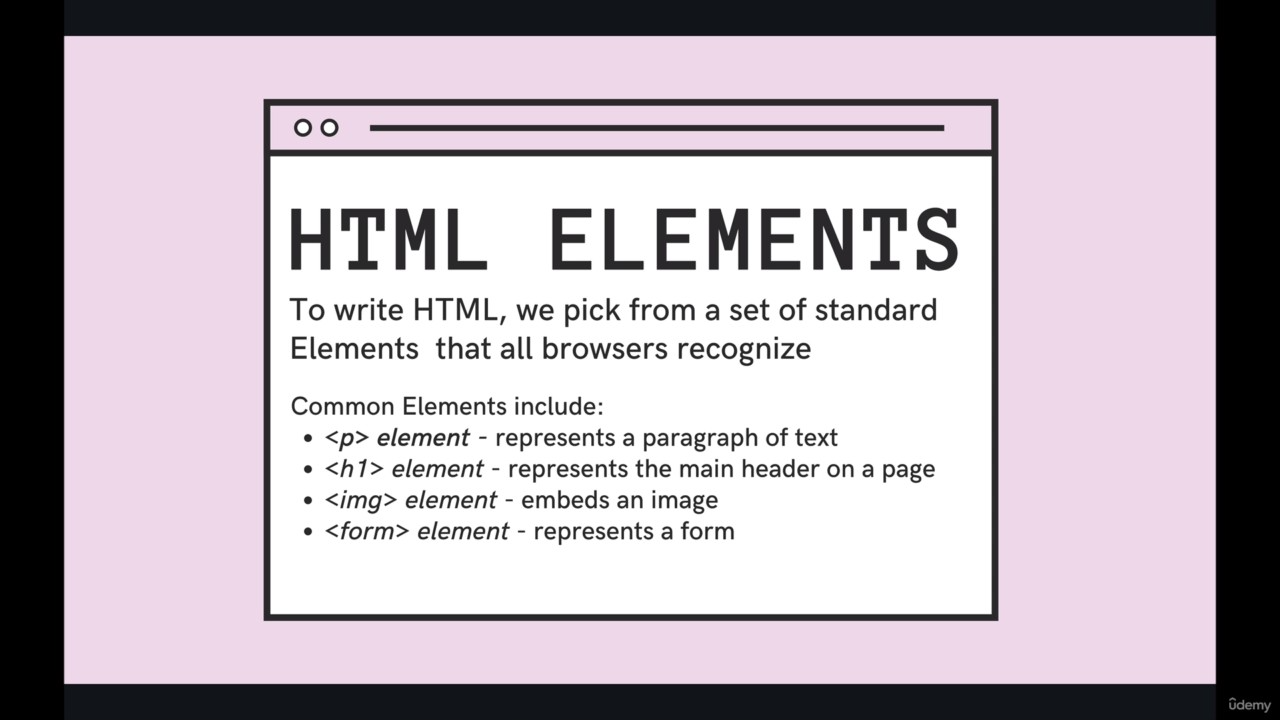 HTML ELEMENTS
To write HTML, we pick from a set of standard
Elements that all browsers recognize
Common Elements include:
• <p> element - represents a paragraph of text
• <h1> element - represents the main header on a page
• <img> element - embeds an image
• <form> element - represents a form
ûdemy